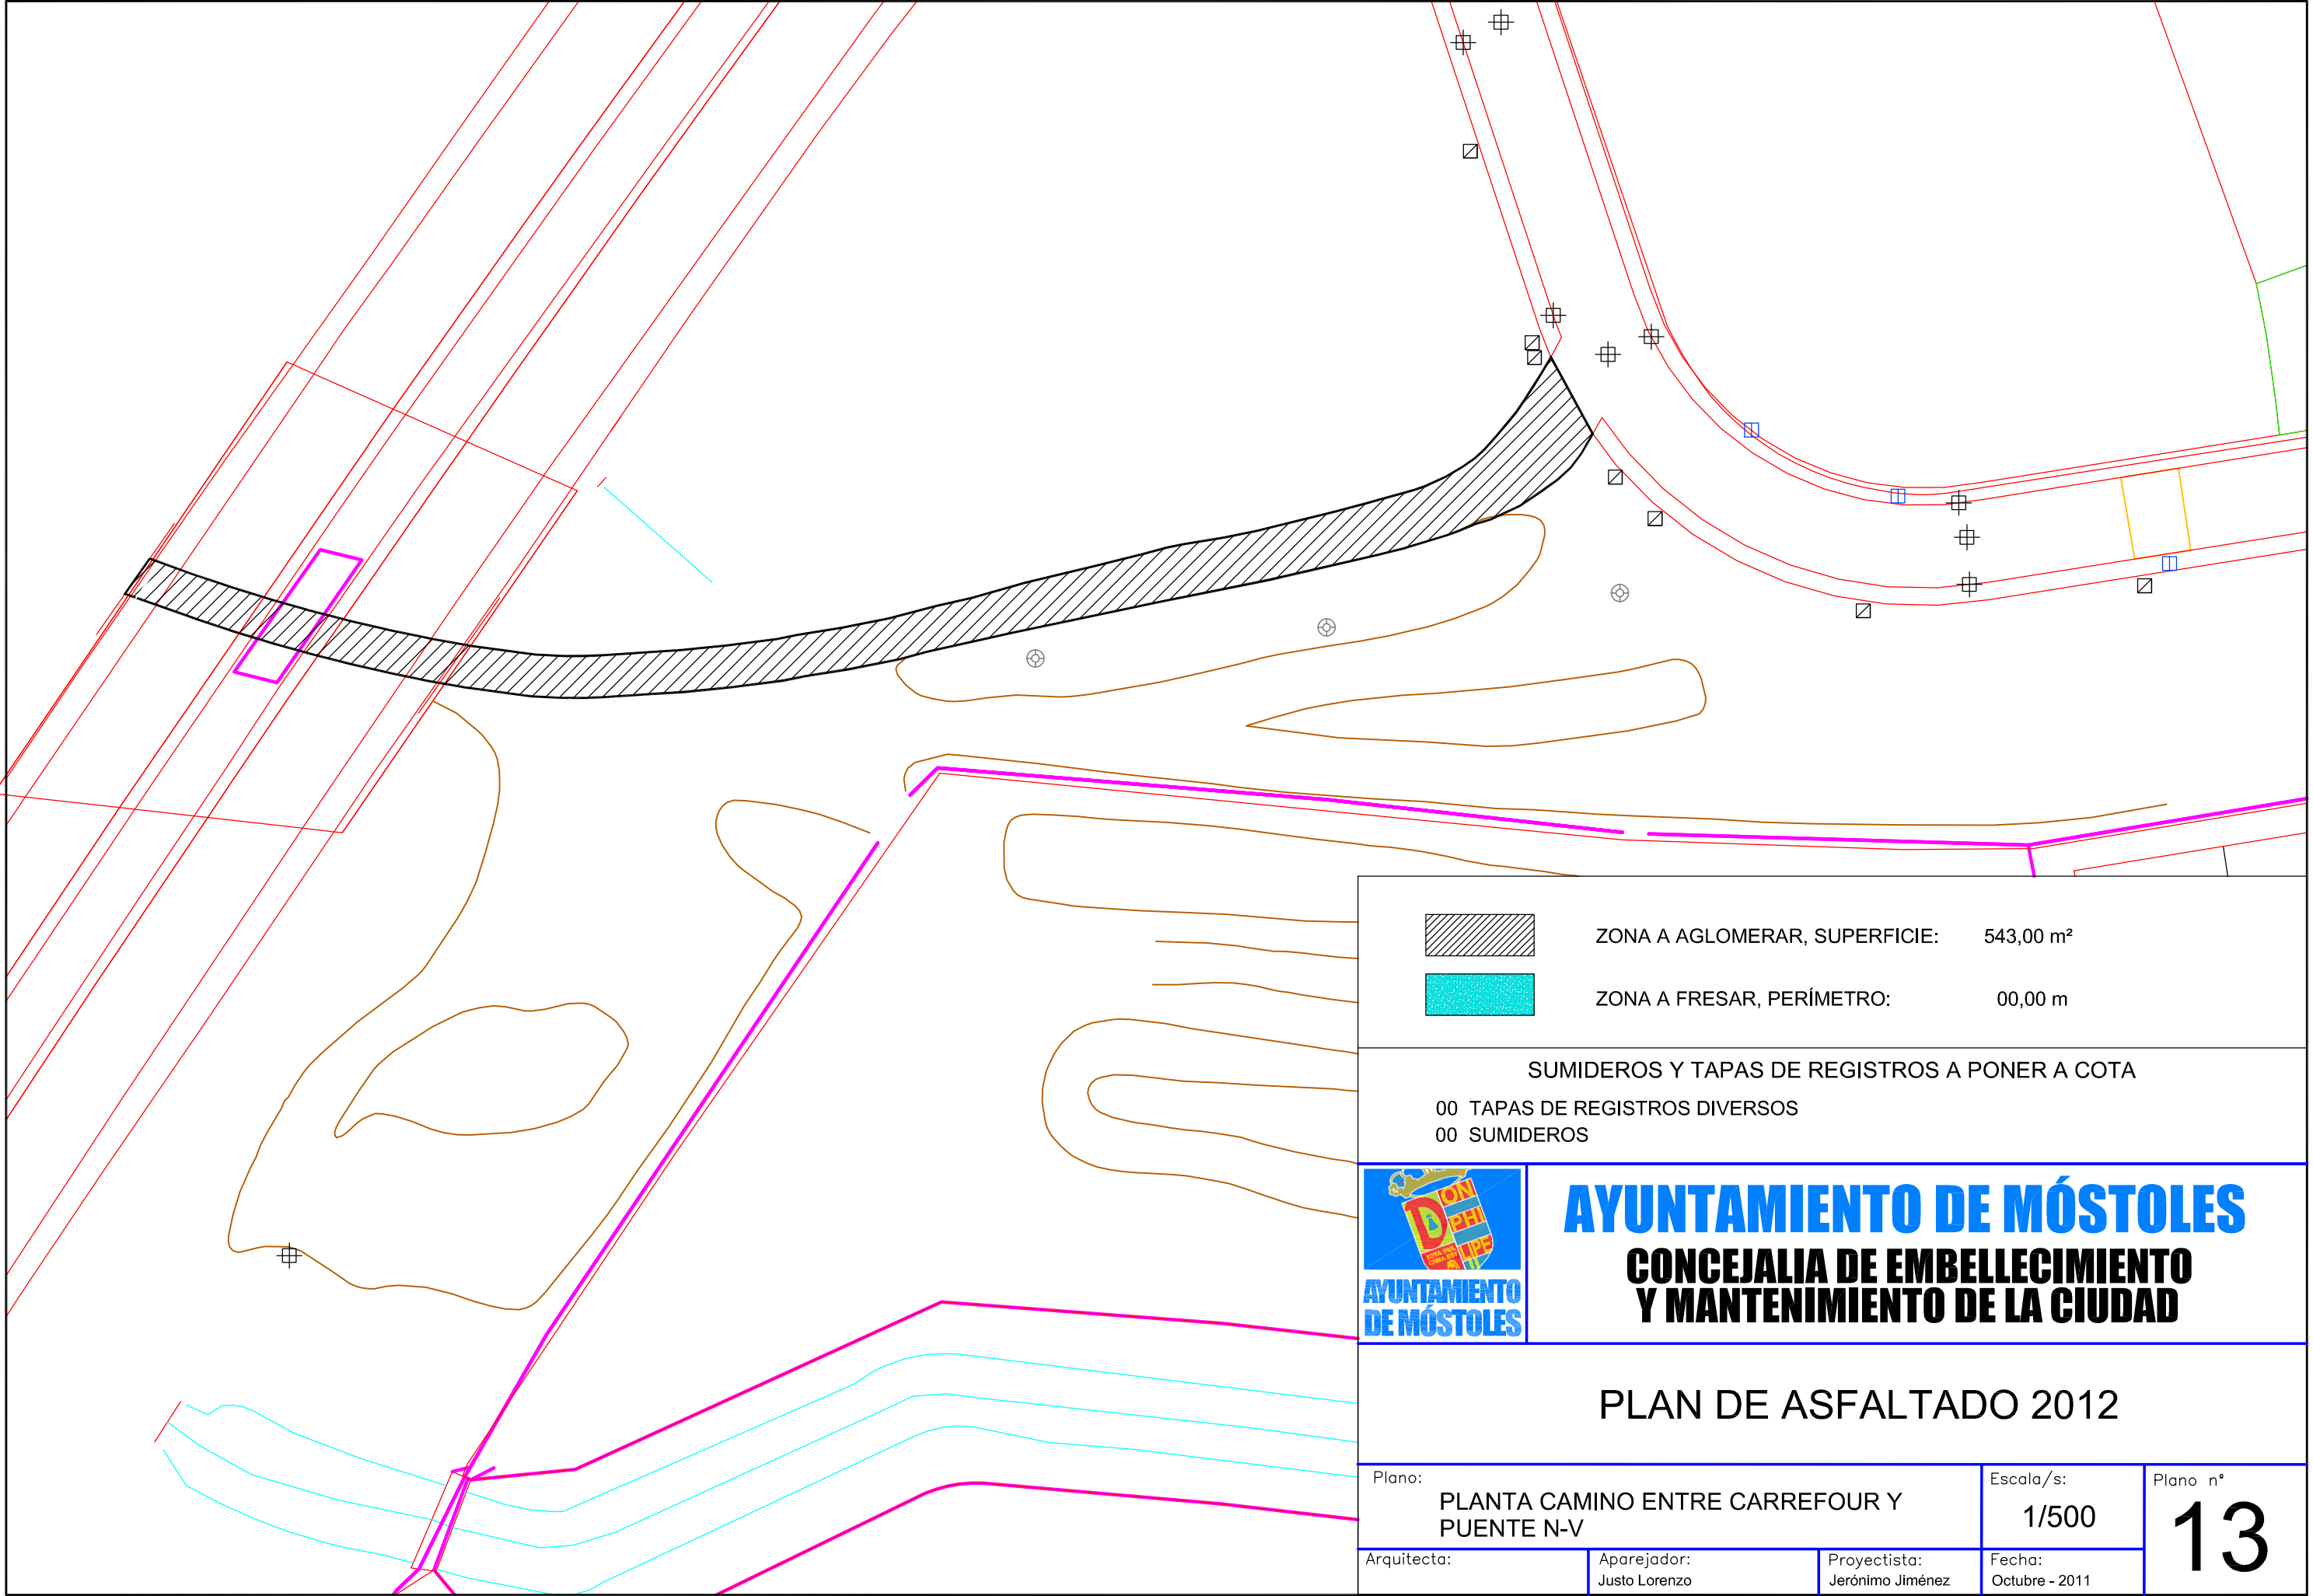 ZONA A AGLOMERAR, SUPERFICIE: 543,00 m²
ZONA A FRESAR, PERÍMETRO: 00,00 m
SUMIDEROS Y TAPAS DE REGISTROS A PONER A COTA
00 TAPAS DE REGISTROS DIVERSOS
00 SUMIDEROS
D
ON
PHI
LIPE
AYUNTAMIENTO
DE MÓSTOLES
AYUNTAMIENTO DE MÓSTOLES
CONCEJALIA DE EMBELLECIMIENTO
Y MANTENIMIENTO DE LA CIUDAD
PLAN DE ASFALTADO 2012
Plano:
PLANTA CAMINO ENTRE CARREFOUR Y
PUENTE N-V
Escala/s:
1/500
Plano n°
13
Arquitecta:
Aparejador:
Justo Lorenzo
Proyectista:
Jerónimo Jiménez
Fecha:
Octubre - 2011